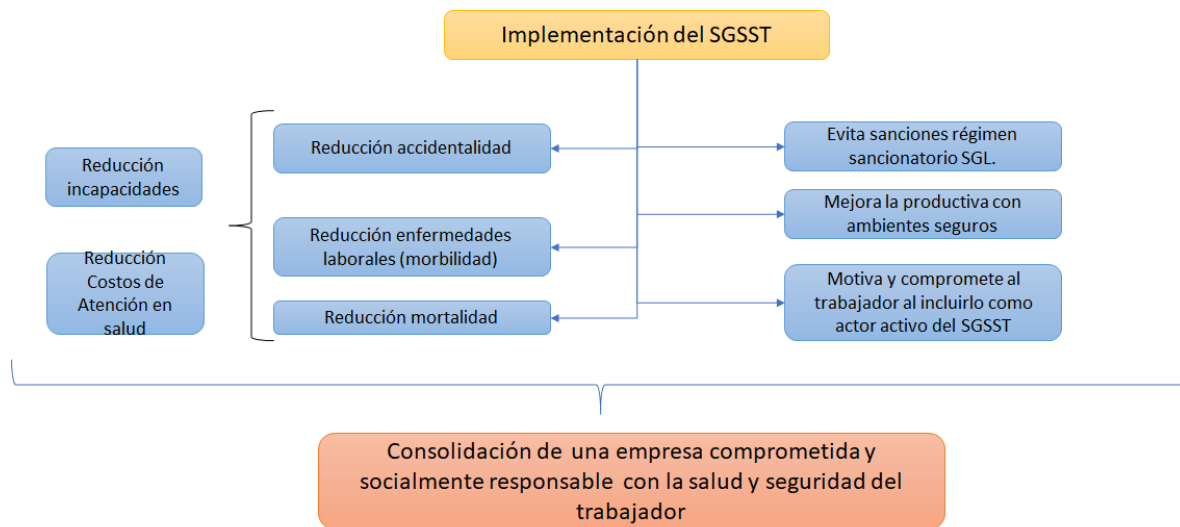 Implementación del SGSST
Reducción
incapacidades
Reducción
Costos de
Atención en
salud
Reducción accidentalidad
Reducción enfermedades
laborales (morbilidad)
Reducción mortalidad
Evita sanciones régimen
sancionatorio SGL.
Mejora la productiva con
ambientes seguros
Motiva y compromete al
trabajador al incluirlo como
actor activo del SGSST
Consolidación de una empresa comprometida y
socialmente responsable con la salud y seguridad del
trabajador